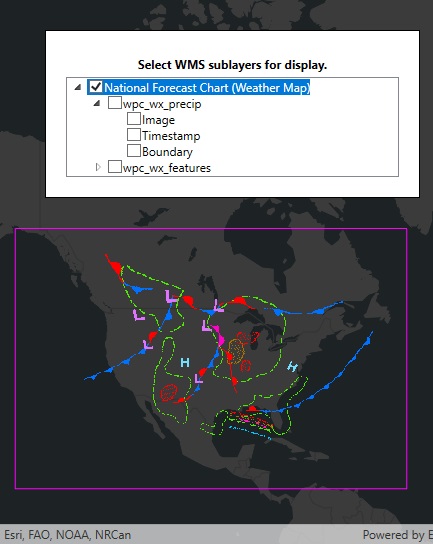 Select WMS sublayers for display.
National Forecast Chart (Weather Map)
wpc_wx_precip
Image
Timestamp
Boundary
wpc_wx_features
L
L
L
L
L
H
H
L
Esri, FAO, NOAA, NRCan
Powered by E